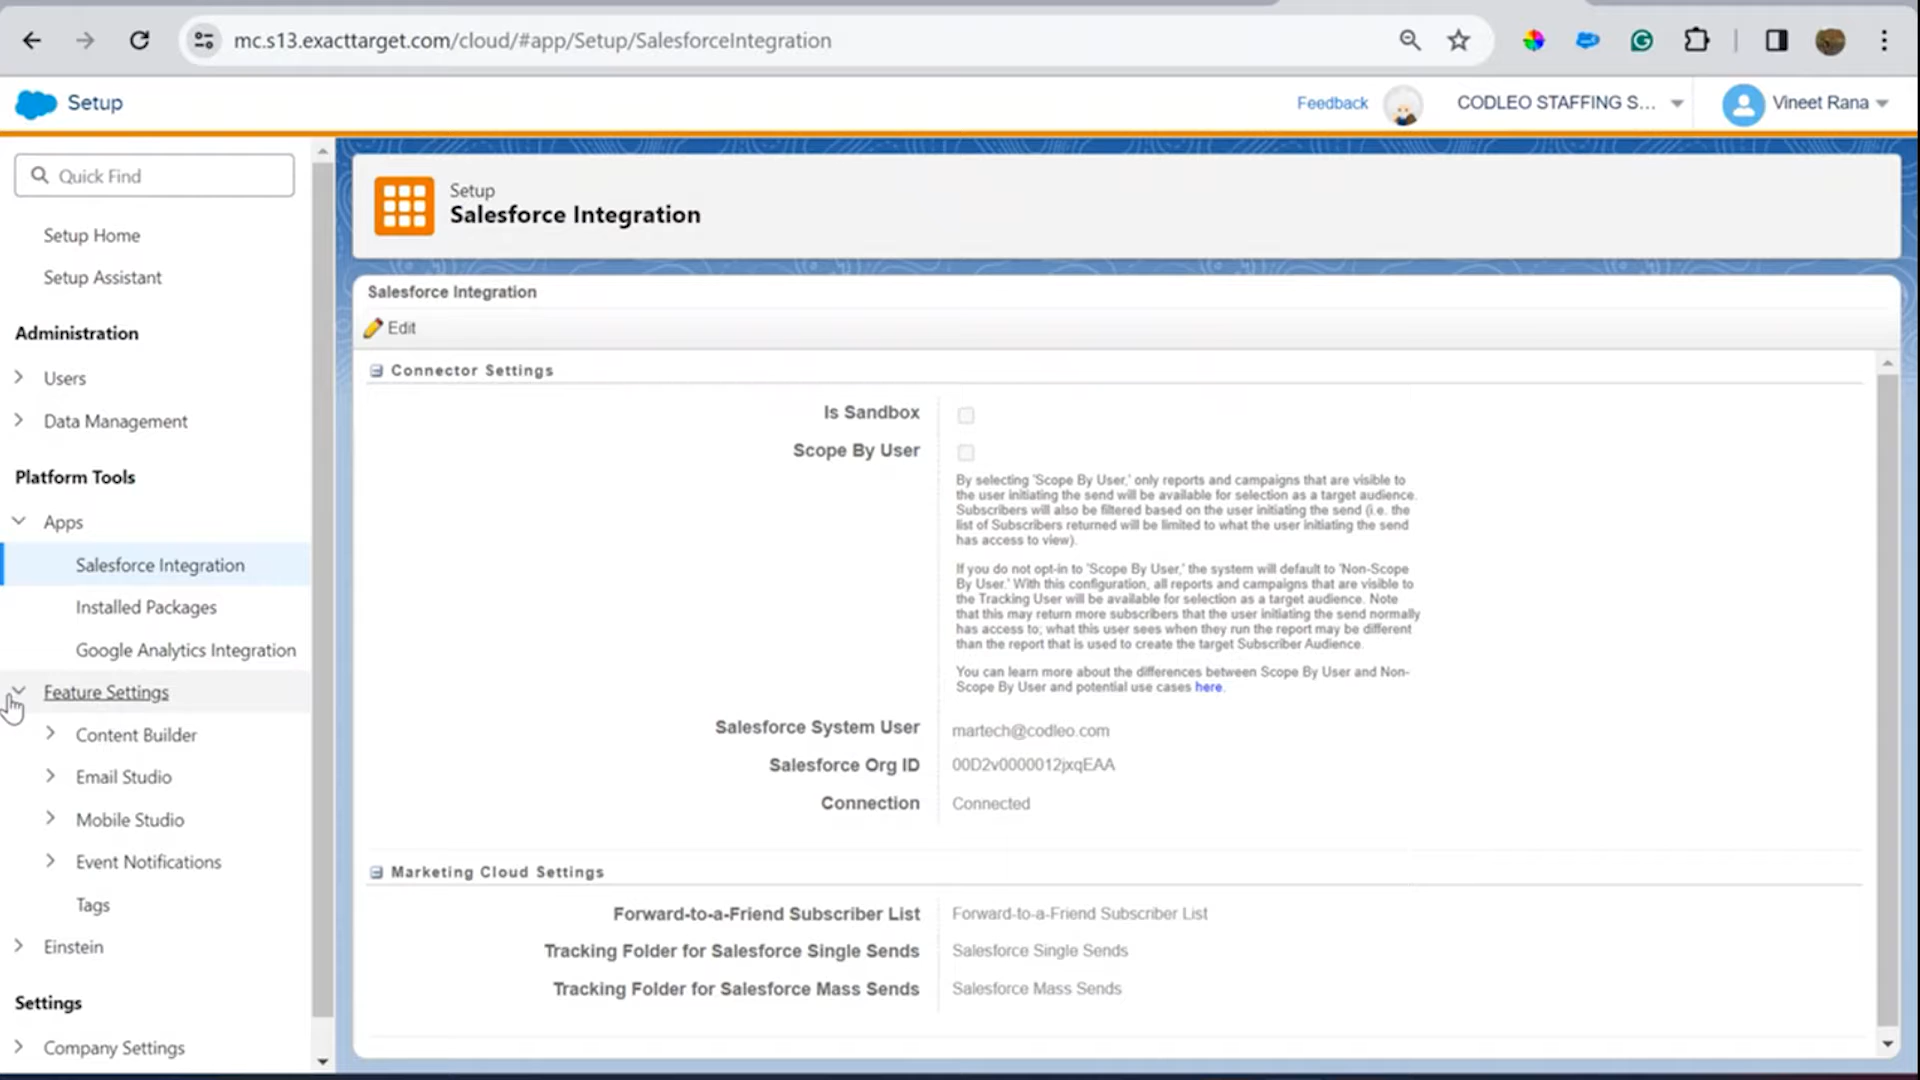 mc.s13.exacttarget.com/cloud/#app/Setup/SalesforceIntegration
Setup
Feedback
CODLEO STAFFING S...
Vineet Rana
Quick Find
Setup Home
Setup Assistant
Administration
Users
Data Management
Platform Tools
Apps
Salesforce Integration
Installed Packages
Google Analytics Integration
Feature Settings
Content Builder
Email Studio
Mobile Studio
Event Notifications
Tags
Einstein
Settings
Company Settings
Setup
Salesforce Integration
Salesforce Integration
Edit
Connector Settings
Is Sandbox
Scope By User
By selecting 'Scope By User,' only reports and campaigns that are visible to
the user initiating the send will be available for selection as a target audience.
Subscribers will also be filtered based on the user initiating the send (i.e. the
list of Subscribers returned will be limited to what the user initiating the send
has access to view).
If you do not opt-in to 'Scope By User,' the system will default to 'Non-Scope
By User.' With this configuration, all reports and campaigns that are visible to
the Tracking User will be available for selection as a target audience. Note
that this may return more subscribers that the user initiating the send normally
has access to; what this user sees when they run the report may be different
than the report that is used to create the target Subscriber Audience.
You can learn more about the differences between Scope By User and Non-
Scope By User and potential use cases here.
Salesforce System User martech@codleo.com
Salesforce Org ID 00D2v0000012jxqEAA
Connection Connected
Marketing Cloud Settings
Forward-to-a-Friend Subscriber List Forward-to-a-Friend Subscriber List
Tracking Folder for Salesforce Single Sends Salesforce Single Sends
Tracking Folder for Salesforce Mass Sends Salesforce Mass Sends